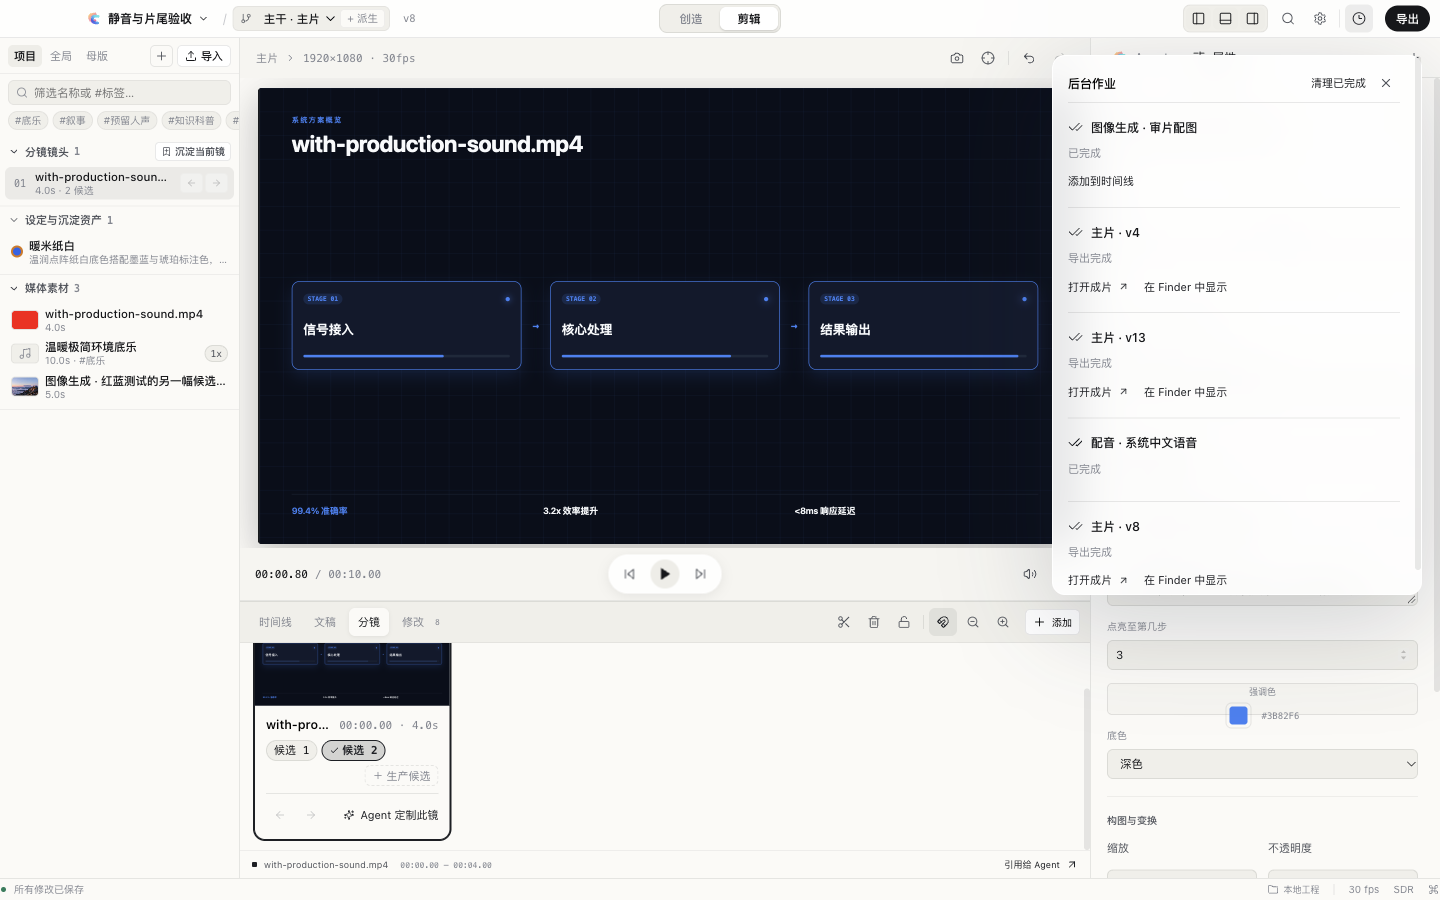 静音与片尾验收
/
主干 · 主片
+ 派生
v8
创造
剪辑
导出
项目
全局
母版
导入
筛选名称或 #标签...
#底乐
#叙事
#预留人声
#知识科普
#
分镜镜头 1
沉淀当前镜
01
with-production-soun...
4.0s · 2 候选
设定与沉淀资产 1
暖米纸白
温润点阵纸白底色搭配墨蓝与琥珀标注色，...
媒体素材 3
with-production-sound.mp4
4.0s
温暖极简环境底乐
10.0s · #底乐
1x
图像生成 · 红蓝测试的另一幅候选...
5.0s
主片 > 1920×1080 · 30fps
系统方案概览
with-production-sound.mp4
STAGE 01
信号接入
→
STAGE 02
核心处理
→
STAGE 03
结果输出
99.4% 准确率
3.2x 效率提升
<8ms 响应延迟
00:00.80 / 00:10.00
时间线
文稿
分镜
修改 8
添加
信号接入
核心处理
结果输出
with-pro...
00:00.00 · 4.0s
候选 1
候选 2
+ 生产候选
Agent 定制此镜
with-production-sound.mp4
00:00.00 — 00:04.00
引用给 Agent
后台作业
清理已完成
图像生成 · 审片配图
已完成
添加到时间线
主片 · v4
导出完成
打开成片
在 Finder 中显示
主片 · v13
导出完成
打开成片
在 Finder 中显示
配音 · 系统中文语音
已完成
主片 · v8
导出完成
打开成片
在 Finder 中显示
点亮至第几步
3
强调色
#3B82F6
底色
深色
构图与变换
缩放
不透明度
所有修改已保存
本地工程
30 fps
SDR
⌘